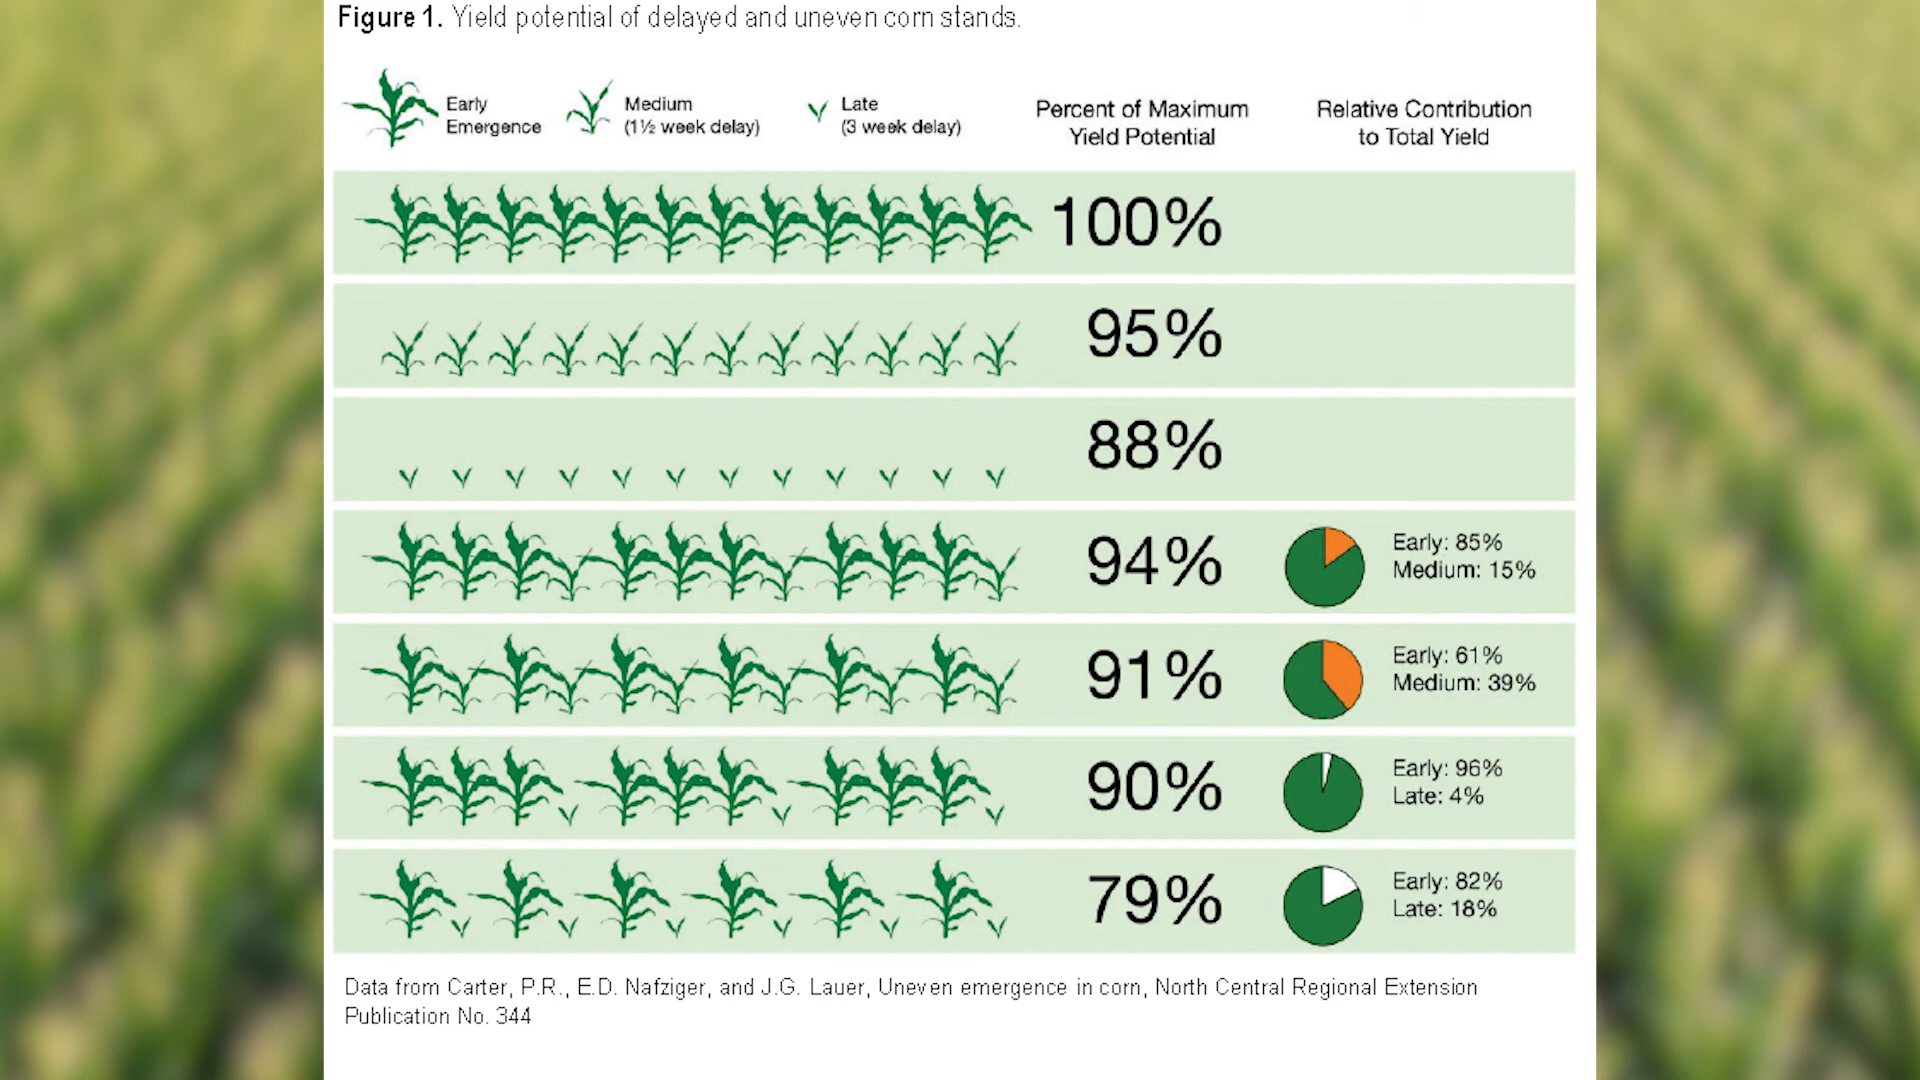 Figure 1. Yield potential of delayed and uneven corn stands.
Early
Emergence
Medium
(1½ week delay)
Late
(3 week delay)
Percent of Maximum
Yield Potential
Relative Contribution
to Total Yield
100%
95%
88%
94%
Early: 85%
Medium: 15%
91%
Early: 61%
Medium: 39%
90%
Early: 96%
Late: 4%
79%
Early: 82%
Late: 18%
Data from Carter, P.R., E.D. Nafziger, and J.G. Lauer, Uneven emergence in corn, North Central Regional Extension
Publication No. 344